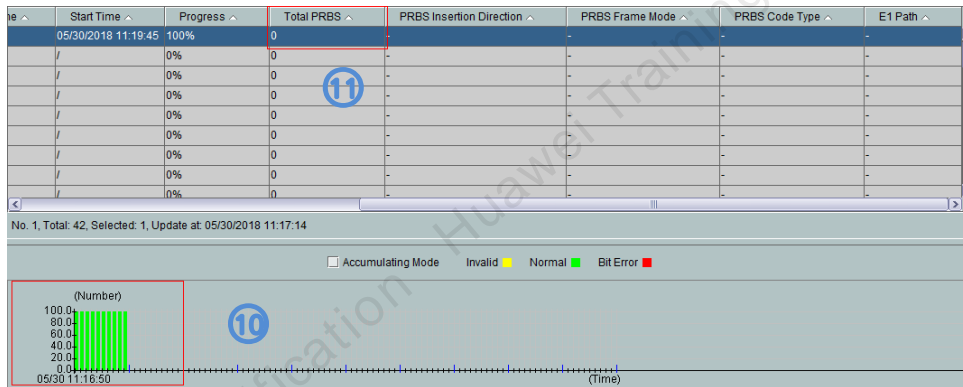 ne Start Time Progress Total PRBS PRBS Insertion Direction PRBS Frame Mode PRBS Code Type E1 Path
05/30/2018 11:19:45 100% 0 - - - -
/ 0% 0 - - - -
/ 0% 0 - - - -
/ 0% 0 - - - -
/ 0% 0 - - - -
/ 0% 0 - - - -
/ 0% 0 - - - -
/ 0% 0 - - - -
/ 0% 0 - - - -
⑪
No. 1, Total: 42, Selected: 1, Update at: 05/30/2018 11:17:14
Accumulating Mode Invalid Normal Bit Error
(Number)
100.0
80.0
60.0
40.0
20.0
0.0
05/30 11:16:50 (Time)
⑩
ification Huawei Training